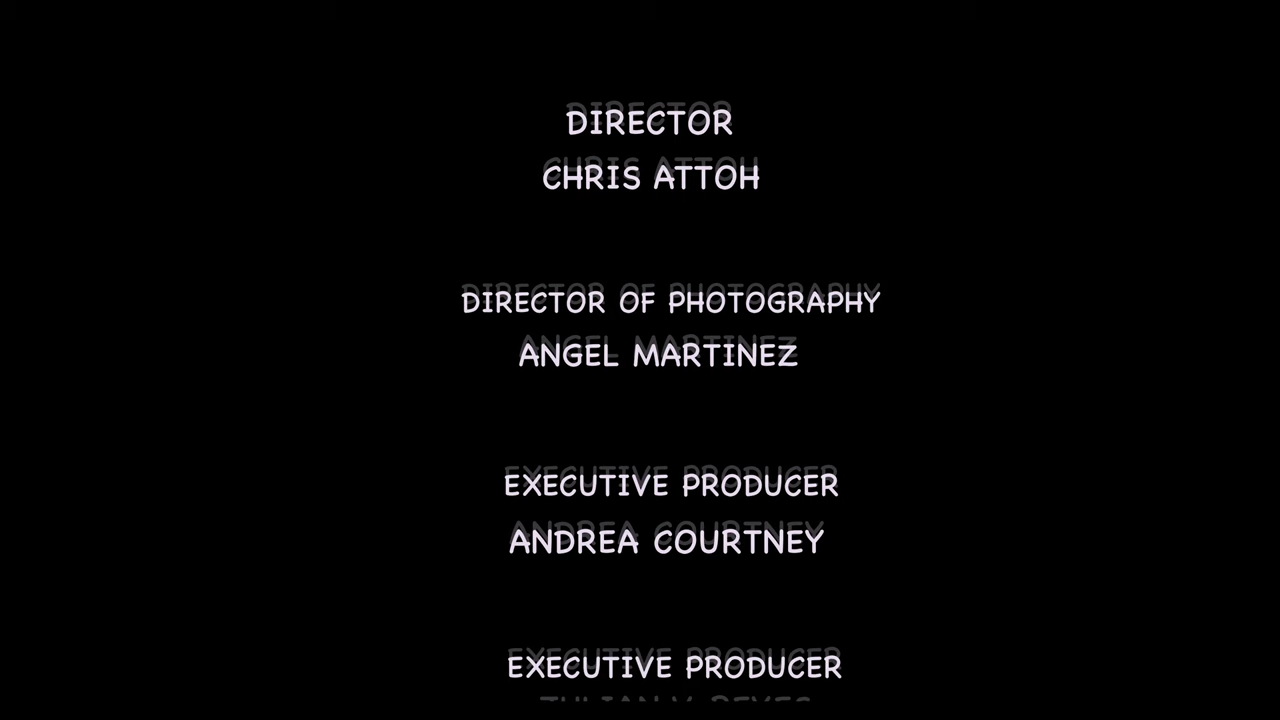 DIRECTOR
CHRIS ATTOH
DIRECTOR OF PHOTOGRAPHY
ANGEL MARTINEZ
EXECUTIVE PRODUCER
ANDREA COURTNEY
EXECUTIVE PRODUCER